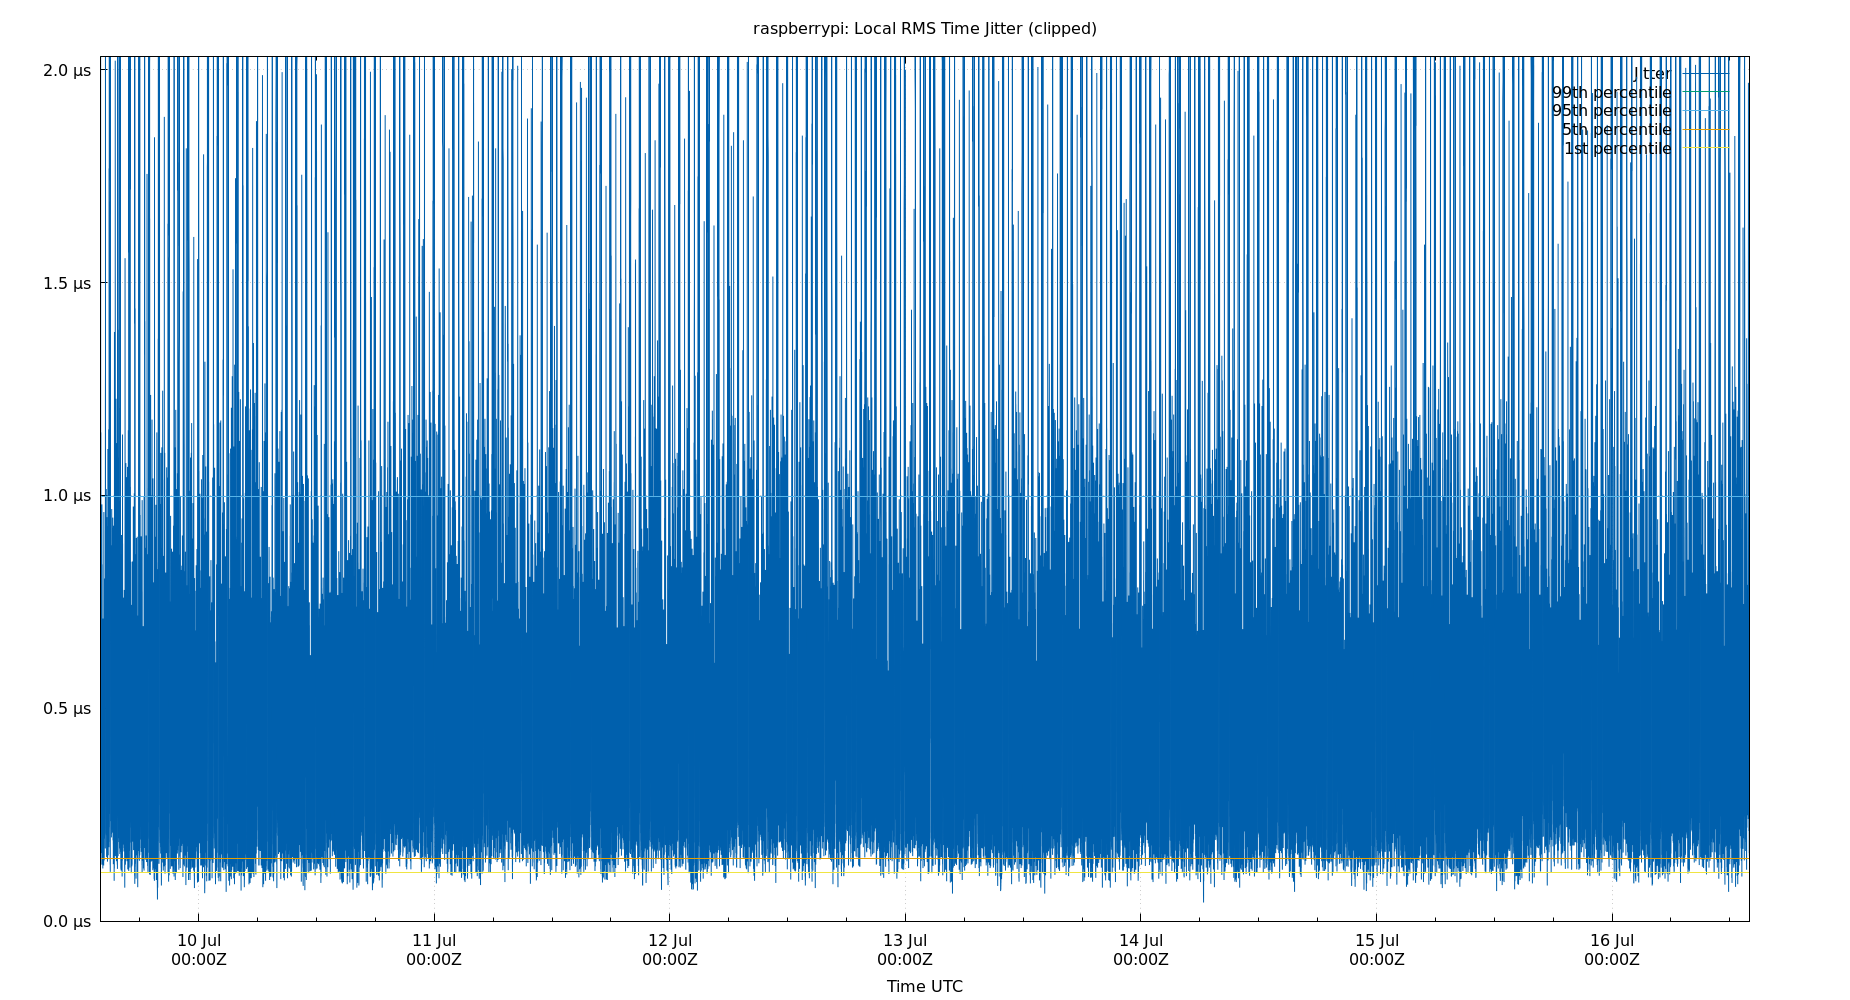 raspberrypi: Local RMS Time Jitter (clipped)
2.0 µs
1.5 µs
1.0 µs
0.5 µs
0.0 µs
Jitter
99th percentile
95th percentile
5th percentile
1st percentile
10 Jul
00:00Z
11 Jul
00:00Z
12 Jul
00:00Z
13 Jul
00:00Z
14 Jul
00:00Z
15 Jul
00:00Z
16 Jul
00:00Z
Time UTC